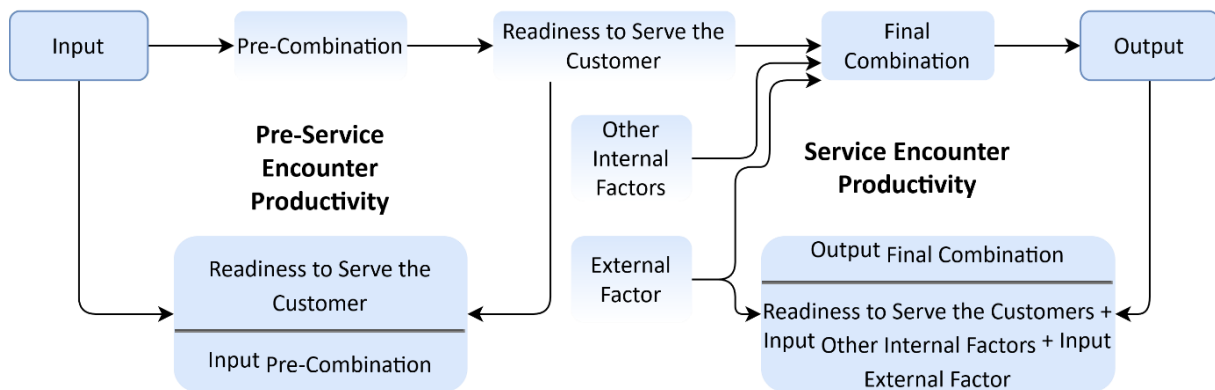 Input
Pre-Combination
Readiness to Serve the
Customer
Final
Combination
Output
Pre-Service
Encounter
Productivity
Other
Internal
Factors
Service Encounter
Productivity
External
Factor
Readiness to Serve the
Customer
Input Pre-Combination
Output Final Combination
Readiness to Serve the Customers +
Input Other Internal Factors + Input
External Factor